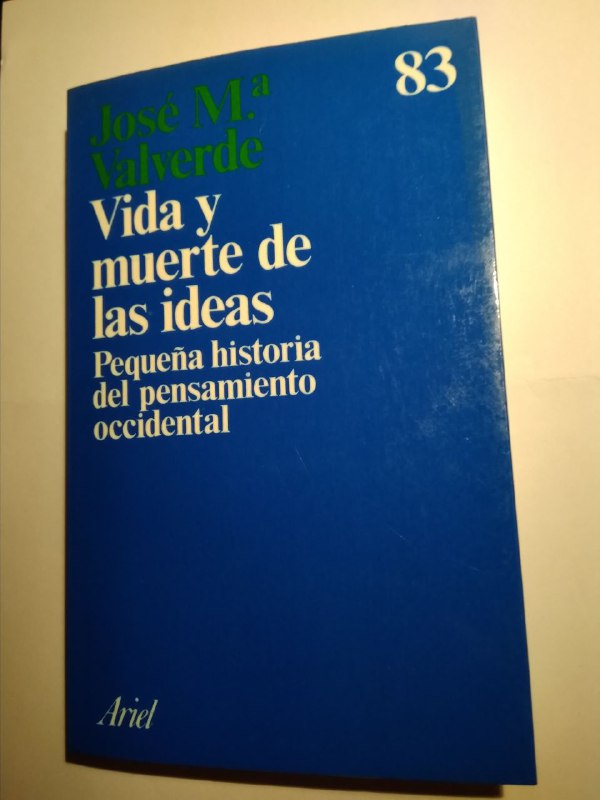 83
José M.ª
Valverde
Vida y
muerte de
las ideas
Pequeña historia
del pensamiento
occidental
Ariel